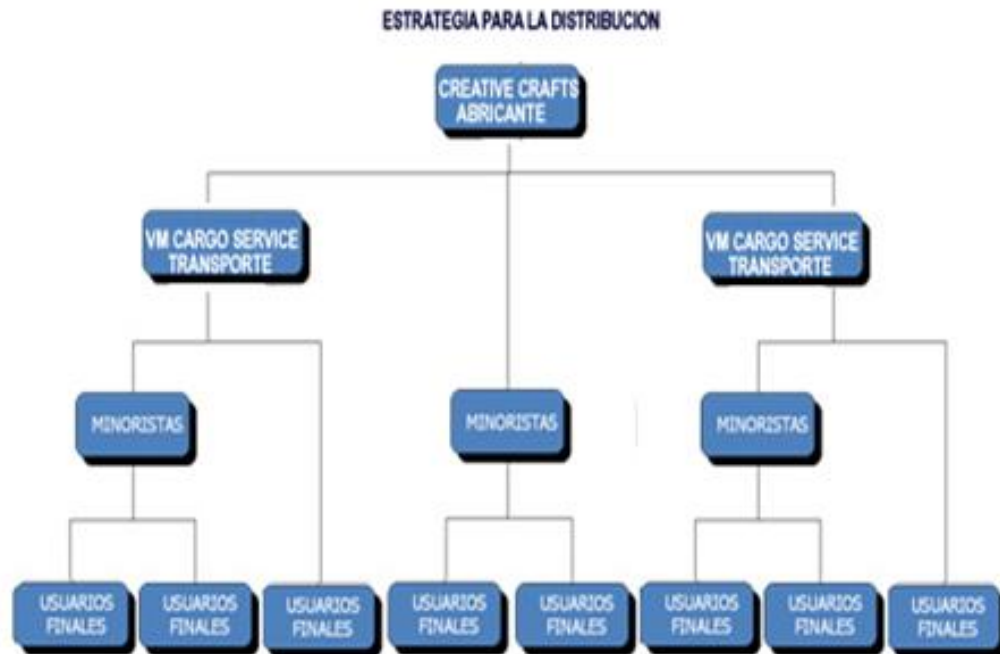 ESTRATEGIA PARA LA DISTRIBUCION
CREATIVE CRAFTS
ABRICANTE
VM CARGO SERVICE
TRANSPORTE
VM CARGO SERVICE
TRANSPORTE
MINORISTAS
MINORISTAS
MINORISTAS
USUARIOS
FINALES
USUARIOS
FINALES
USUARIOS
FINALES
USUARIOS
FINALES
USUARIOS
FINALES
USUARIOS
FINALES
USUARIOS
FINALES
USUARIOS
FINALES